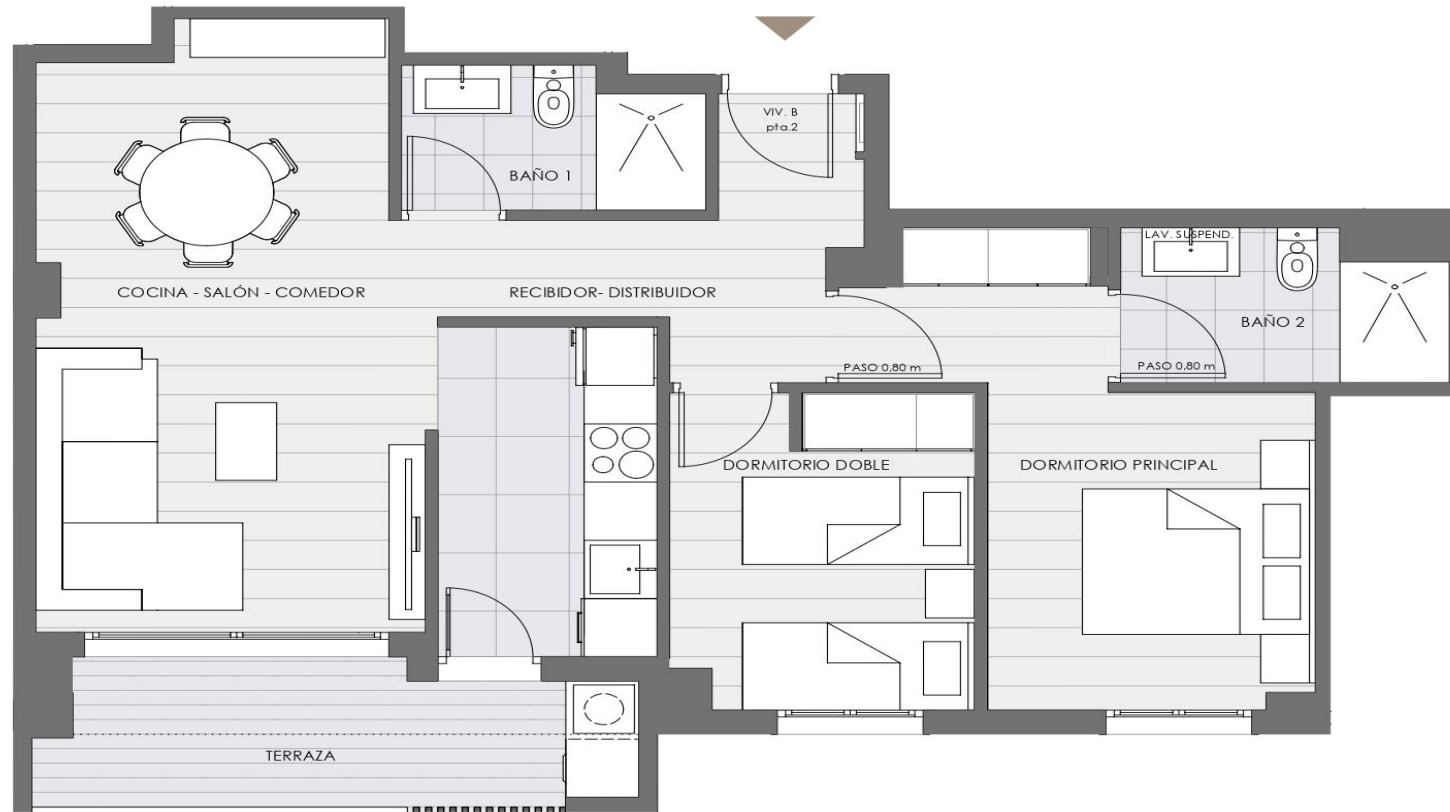 VIV. B
pta.2
BAÑO 1
LAV. SUSPEND.
COCINA - SALÓN - COMEDOR
RECIBIDOR- DISTRIBUIDOR
BAÑO 2
PASO 0,80 m
PASO 0,80 m
DORMITORIO DOBLE
DORMITORIO PRINCIPAL
TERRAZA